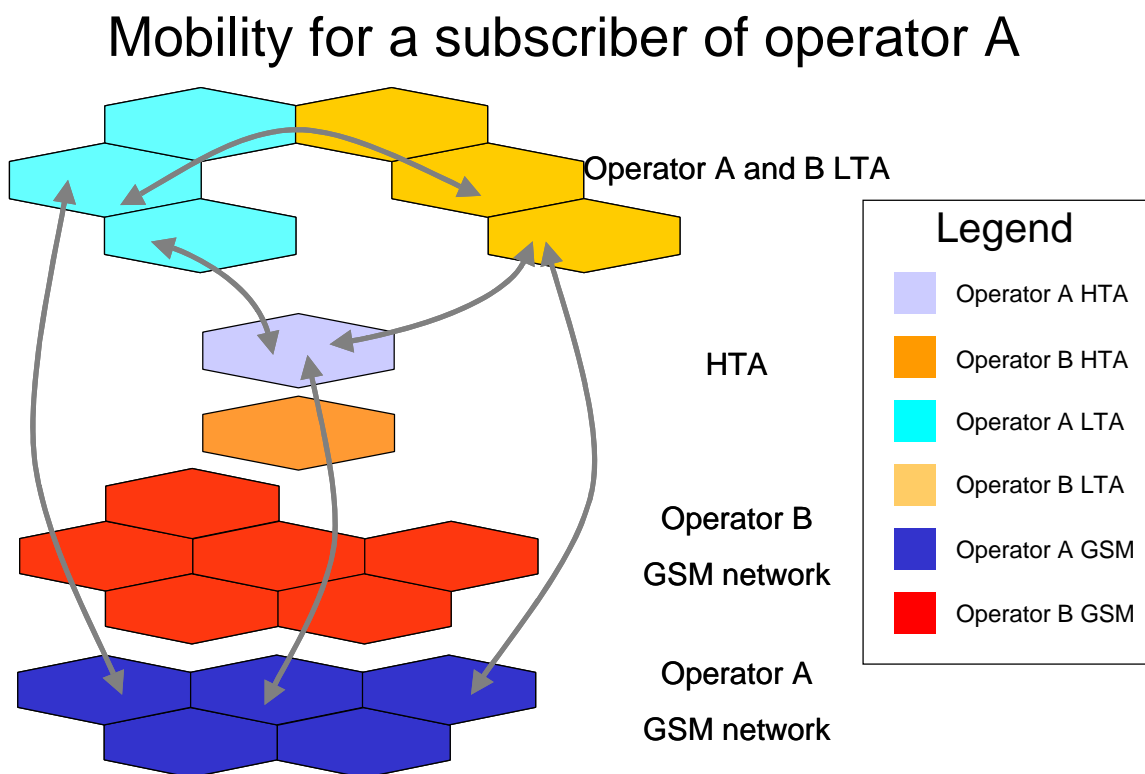 Mobility for a subscriber of operator A
Operator A and B LTA
HTA
Operator B
GSM network
Operator A
GSM network
Legend
Operator A HTA
Operator B HTA
Operator A LTA
Operator B LTA
Operator A GSM
Operator B GSM